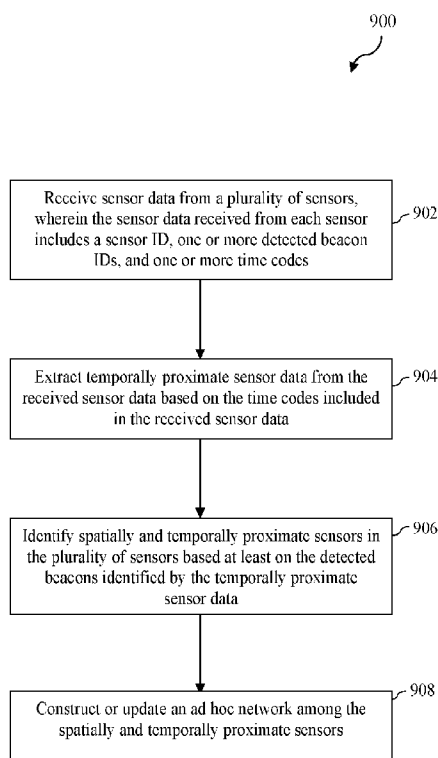 900
Receive sensor data from a plurality of sensors,
wherein the sensor data received from each sensor
includes a sensor ID, one or more detected beacon
IDs, and one or more time codes
902
Extract temporally proximate sensor data from the
received sensor data based on the time codes included
in the received sensor data
904
Identify spatially and temporally proximate sensors in
the plurality of sensors based at least on the detected
beacons identified by the temporally proximate
sensor data
906
Construct or update an ad hoc network among the
spatially and temporally proximate sensors
908